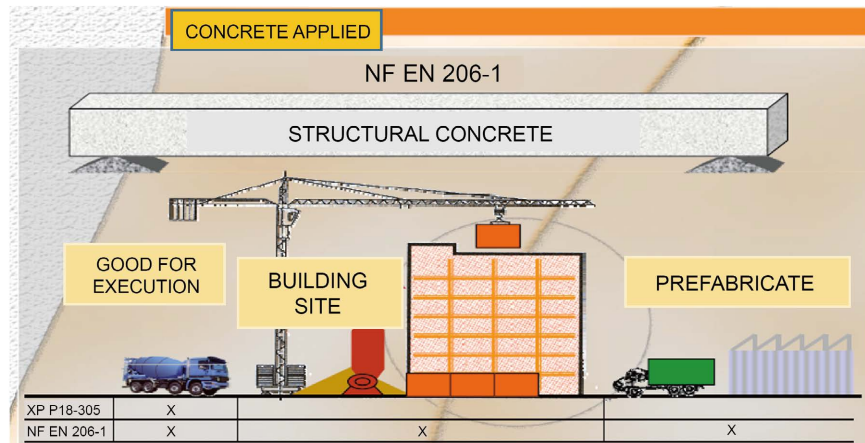 CONCRETE APPLIED
NF EN 206-1
STRUCTURAL CONCRETE
GOOD FOR
EXECUTION
BUILDING
SITE
PREFABRICATE
XP P18-305 X
NF EN 206-1 X X X